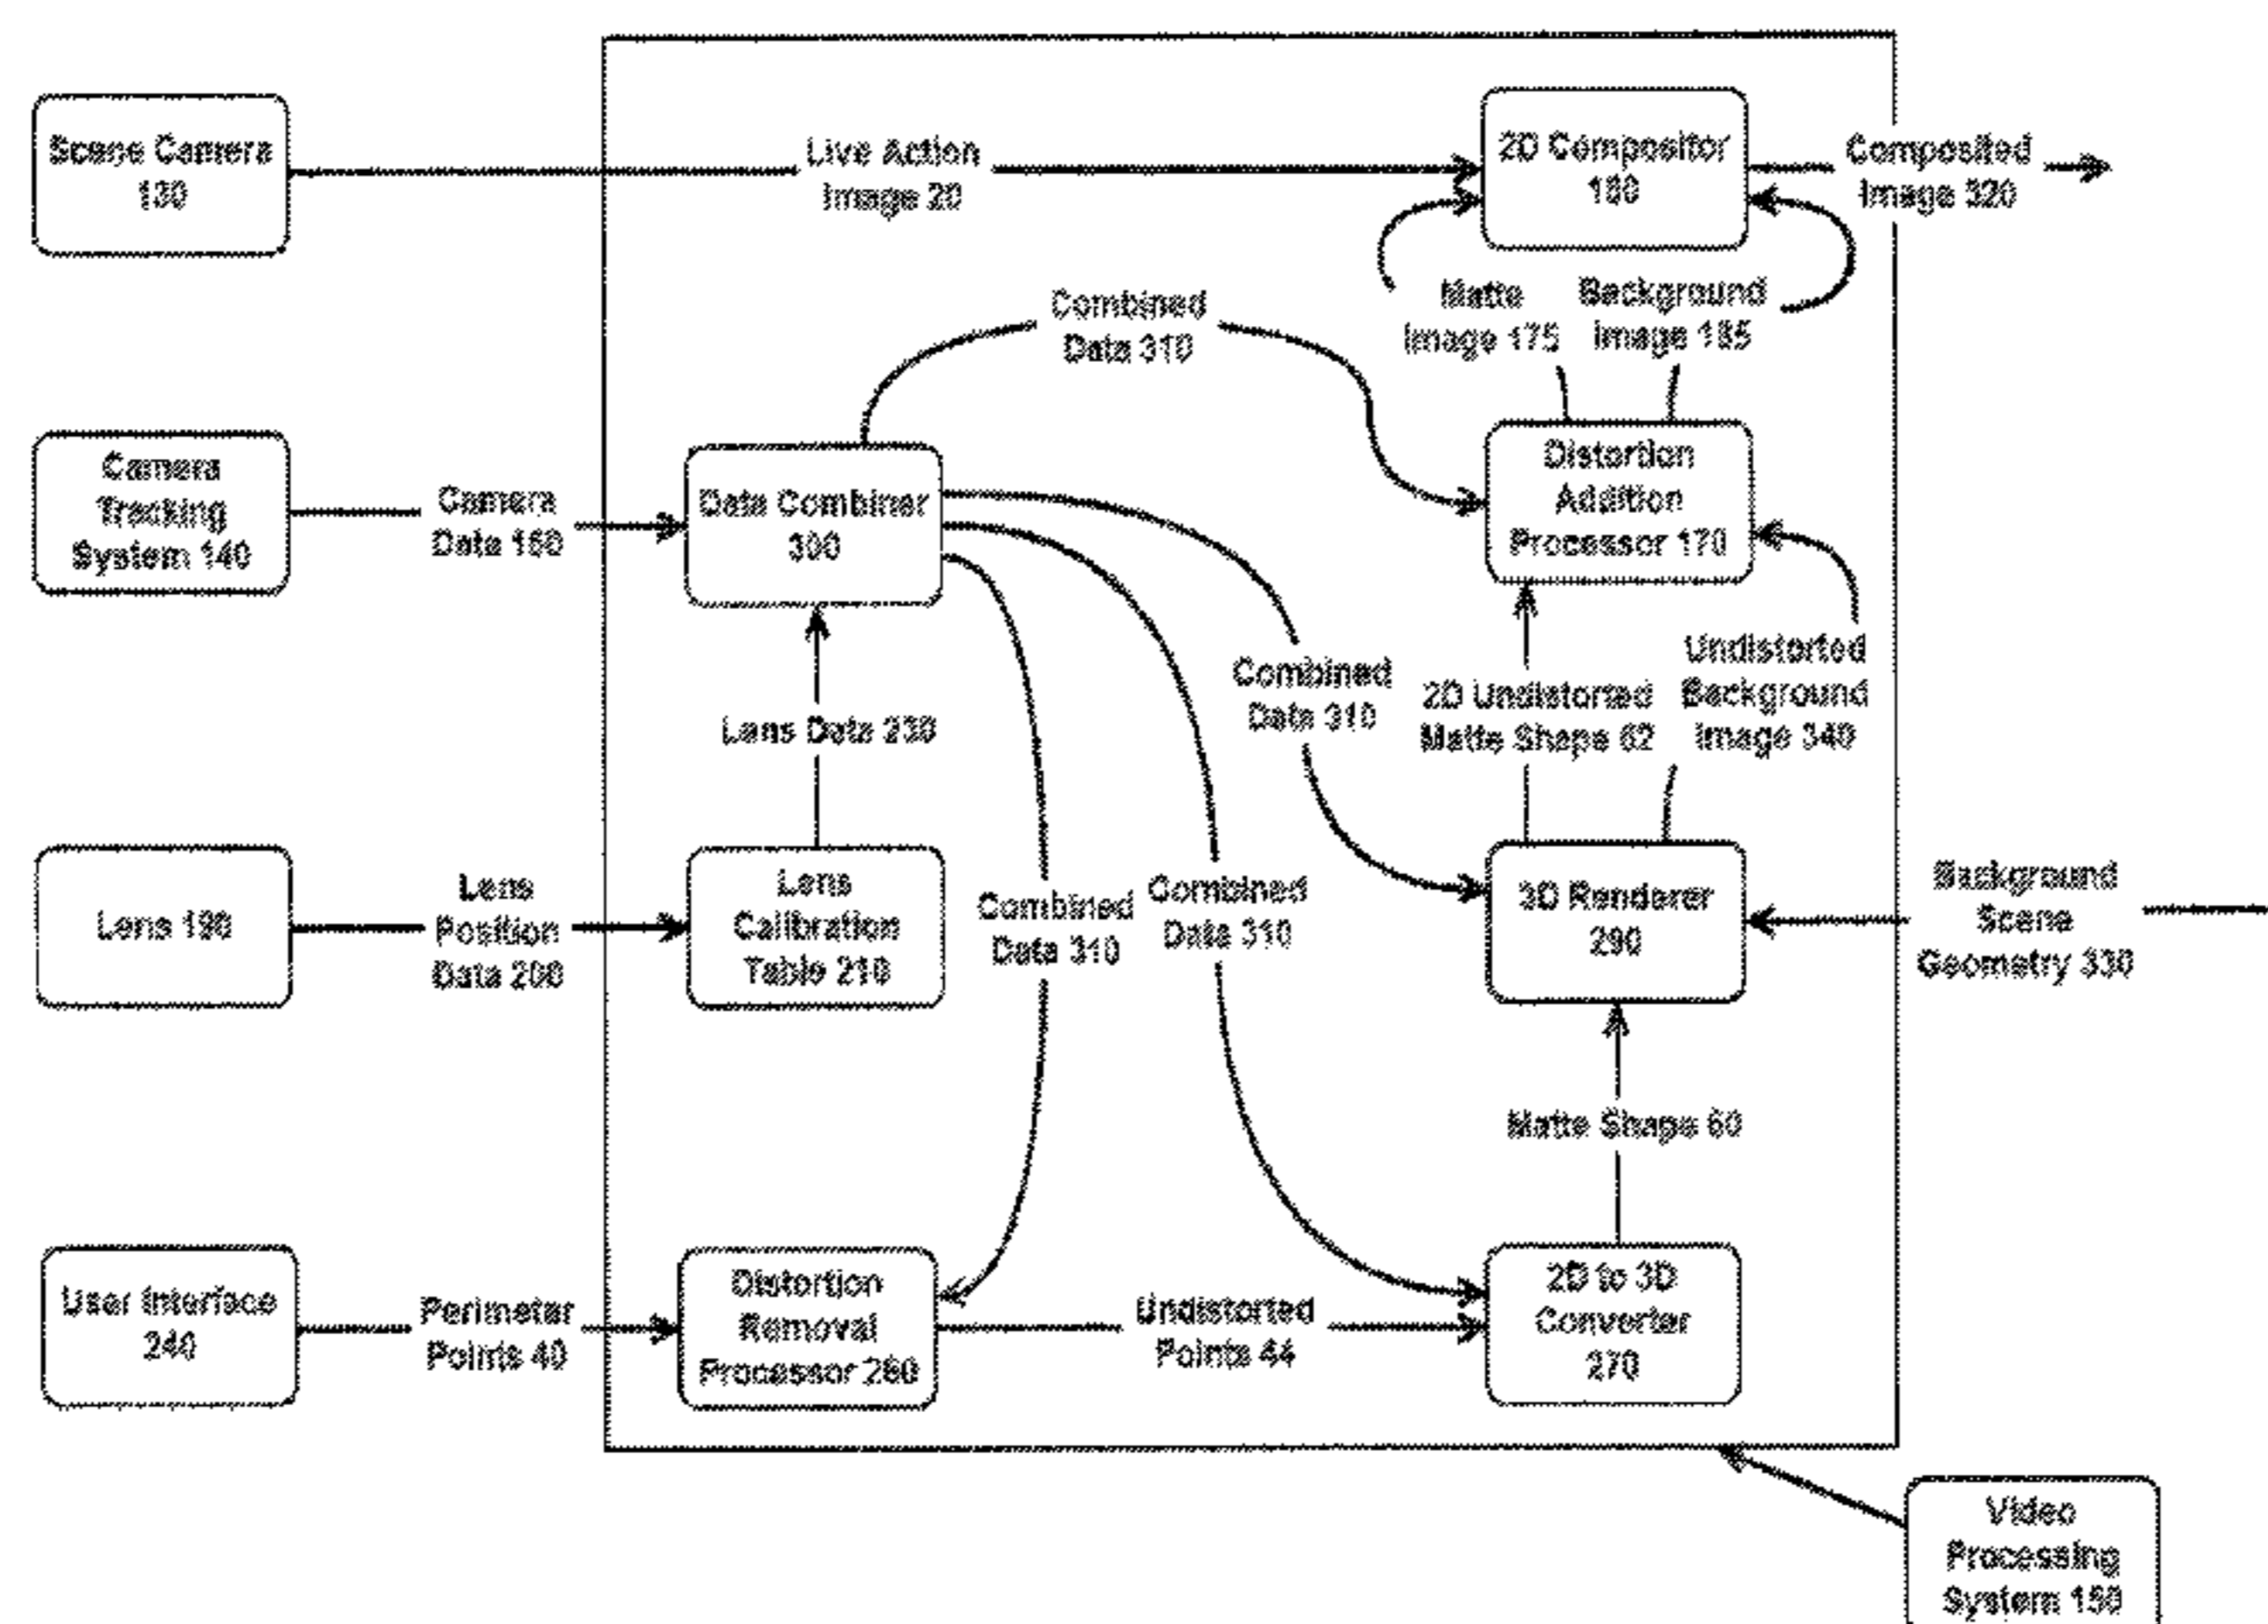 Scene Camera
130
Live Action
Image 20
2D Compositor
180
Composited
Image 320
Matte
Image 175
Background
Image 185
Combined
Data 310
Camera
Tracking
System 140
Camera
Data 160
Data Combiner
300
Distortion
Addition
Processor 170
Lens Data 230
Combined
Data 310
2D Undistorted
Matte Shape 62
Undistorted
Background
Image 340
Lens 190
Lens
Position
Data 200
Lens
Calibration
Table 210
Combined
Data 310
Combined
Data 310
3D Renderer
290
Background
Scene
Geometry 330
Matte Shape 60
User Interface
240
Perimeter
Points 40
Distortion
Removal
Processor 260
Undistorted
Points 44
2D to 3D
Converter
270
Video
Processing
System 150